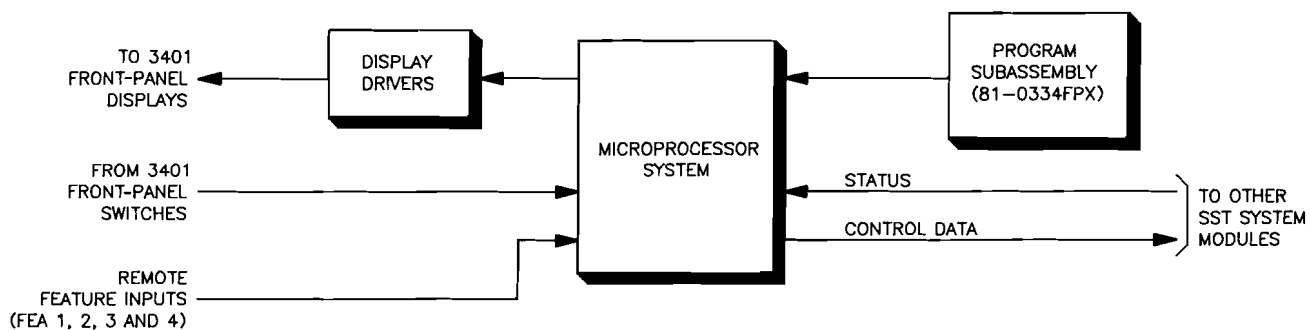 TO 3401
FRONT-PANEL
DISPLAYS
DISPLAY
DRIVERS
PROGRAM
SUBASSEMBLY
(81-0334FPX)
MICROPROCESSOR
SYSTEM
FROM 3401
FRONT-PANEL
SWITCHES
STATUS
CONTROL DATA
TO OTHER
SST SYSTEM
MODULES
REMOTE
FEATURE INPUTS
(FEA 1, 2, 3 AND 4)